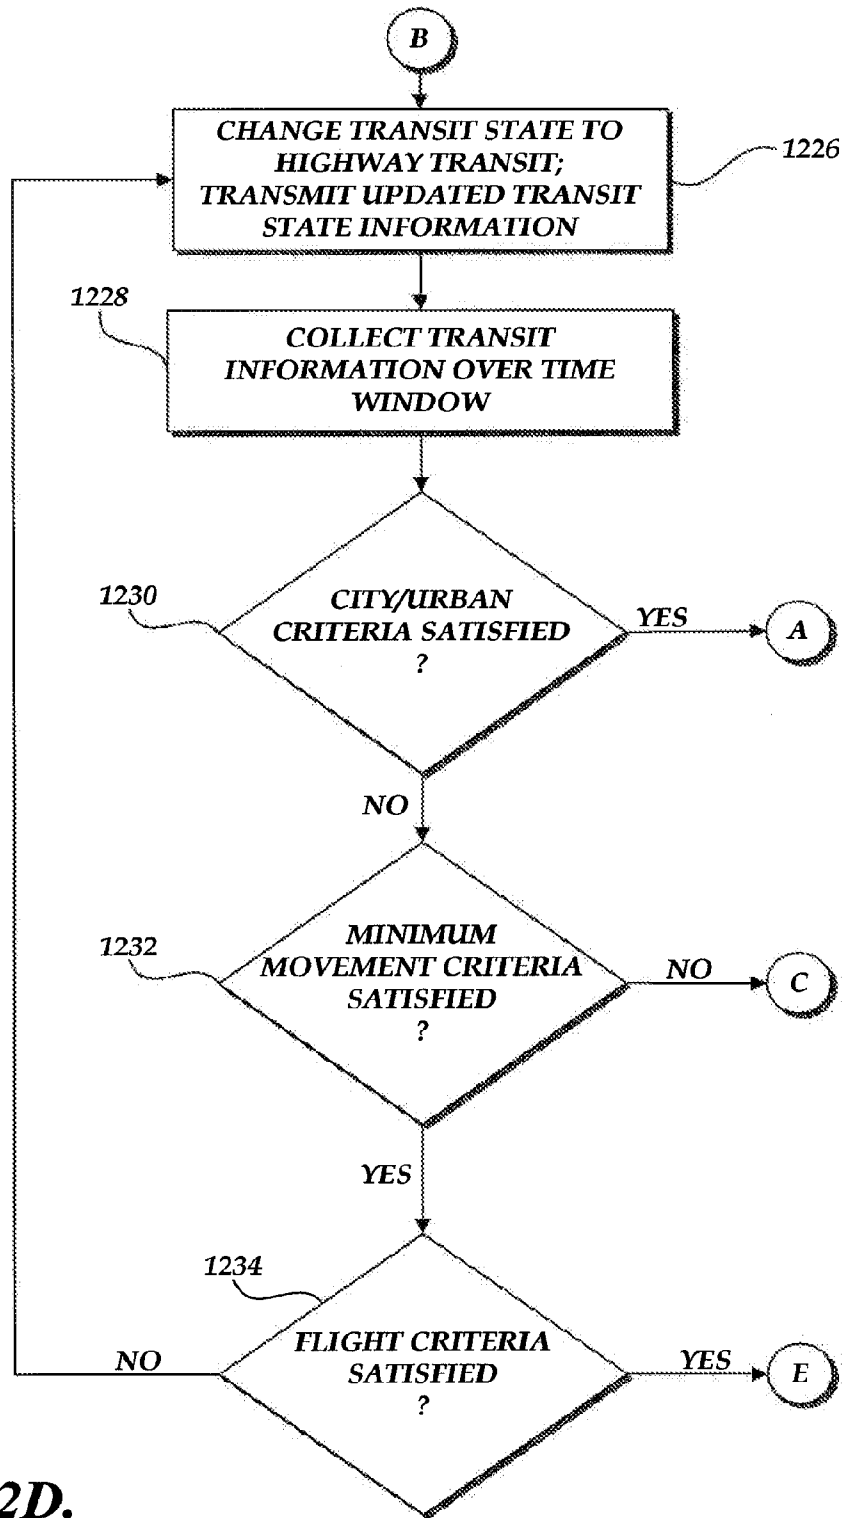 B
CHANGE TRANSIT STATE TO
HIGHWAY TRANSIT;
TRANSMIT UPDATED TRANSIT
STATE INFORMATION
1226
1228
COLLECT TRANSIT
INFORMATION OVER TIME
WINDOW
1230
CITY/URBAN
CRITERIA SATISFIED
?
YES
A
NO
1232
MINIMUM
MOVEMENT CRITERIA
SATISFIED
?
NO
C
YES
1234
FLIGHT CRITERIA
SATISFIED
?
NO
YES
E
2D.